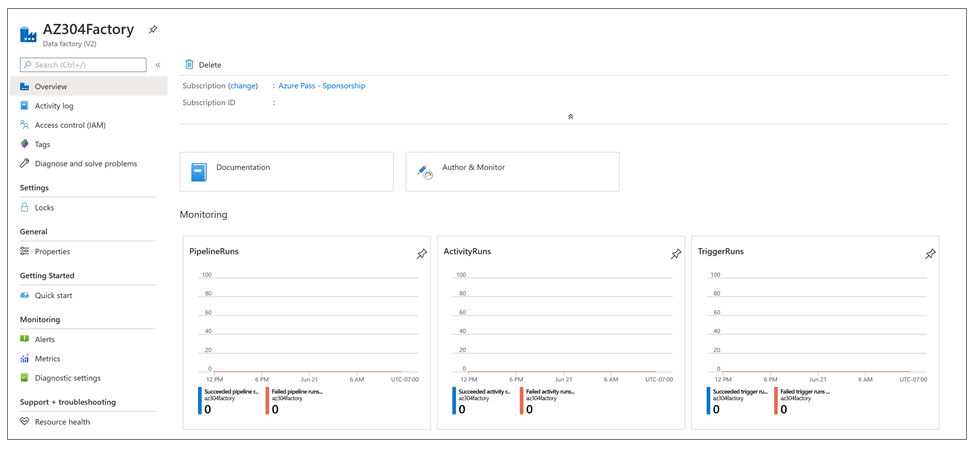 AZ304Factory
Data factory (V2)
Search (Ctrl+/)
«
Overview
Activity log
Access control (IAM)
Tags
Diagnose and solve problems
Settings
Locks
General
Properties
Getting Started
Quick start
Monitoring
Alerts
Metrics
Diagnostic settings
Support + troubleshooting
Resource health
Delete
Subscription (change) : Azure Pass - Sponsorship
Subscription ID :
Documentation
Author & Monitor
Monitoring
PipelineRuns
100
80
60
40
20
0
12 PM 6 PM Jun 21 6 AM UTC-07:00
Succeeded pipeline r... Failed pipeline runs...
az304factory az304factory
0 0
ActivityRuns
100
80
60
40
20
0
12 PM 6 PM Jun 21 6 AM UTC-07:00
Succeeded activity r... Failed activity runs...
az304factory az304factory
0 0
TriggerRuns
100
80
60
40
20
0
12 PM 6 PM Jun 21 6 AM UTC-07:00
Succeeded trigger ru... Failed trigger runs ...
az304factory az304factory
0 0